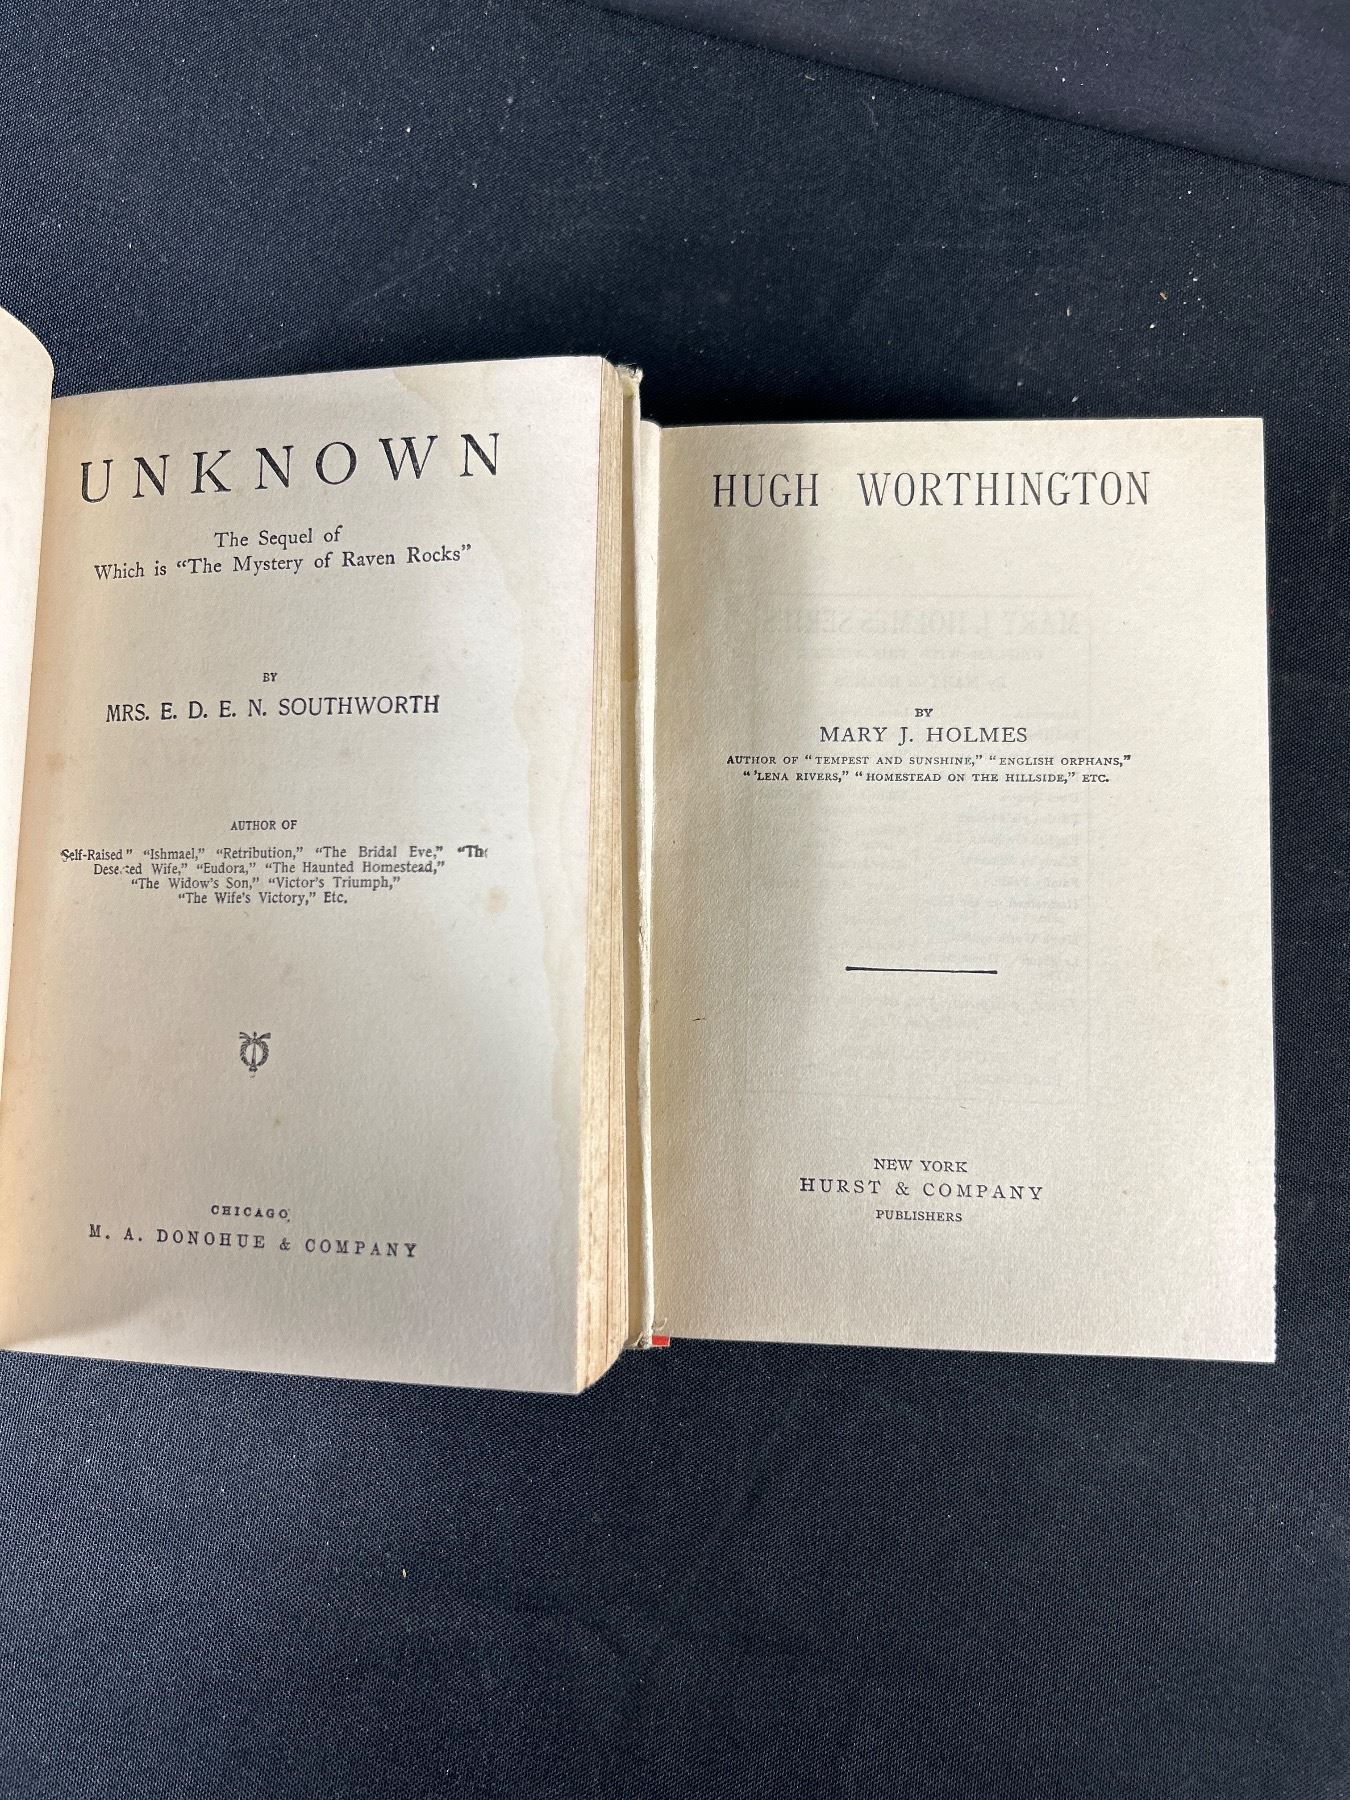 UNKNOWN
The Sequel of
Which is “The Mystery of Raven Rocks”
BY
MRS. E. D. E. N. SOUTHWORTH
AUTHOR OF
“Self-Raised” “Ishmael,” “Retribution,” “The Bridal Eve,” “The
Deserted Wife,” “Eudora,” “The Haunted Homestead,”
“The Widow's Son,” “Victor's Triumph,”
“The Wife's Victory,” Etc.
CHICAGO
M. A. DONOHUE & COMPANY
HUGH WORTHINGTON
BY
MARY J. HOLMES
AUTHOR OF “TEMPEST AND SUNSHINE,” “ENGLISH ORPHANS,”
“'LENA RIVERS,” “HOMESTEAD ON THE HILLSIDE,” ETC.
NEW YORK
HURST & COMPANY
PUBLISHERS